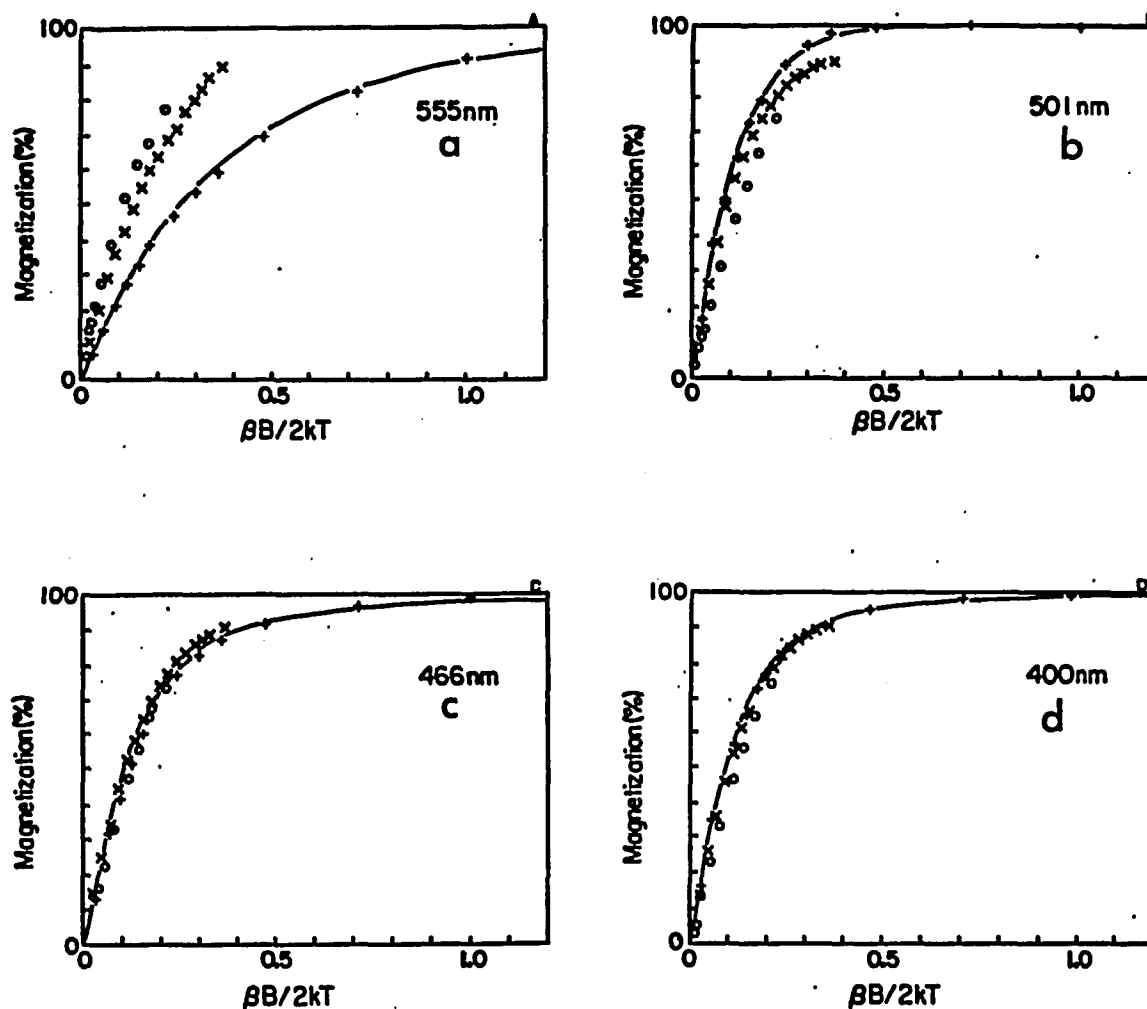 100
Magnetization(%)
555nm
a
0
0 0.5 1.0
βB/2kT
100
Magnetization(%)
501nm
b
0
0 0.5 1.0
βB/2kT
100
Magnetization(%)
466nm
c
0
0 0.5 1.0
βB/2kT
100
Magnetization(%)
400nm
d
0
0 0.5 1.0
βB/2kT